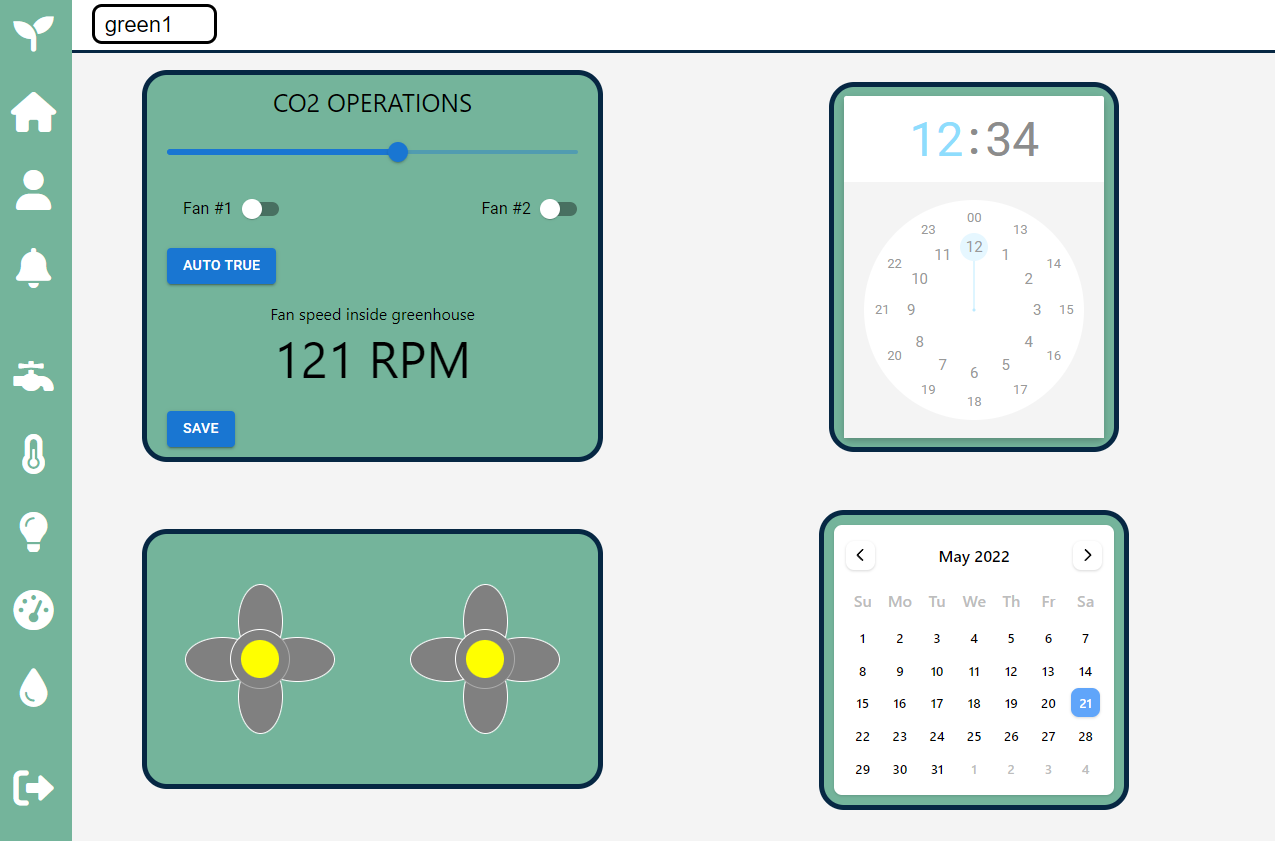 green1
CO2 OPERATIONS
Fan #1 Fan #2
AUTO TRUE
Fan speed inside greenhouse
121 RPM
SAVE
12:34
00
23 13
12
11 1
22 14
10 2
21 9 3 15
8 4
20 16
7 5
6
19 17
18
May 2022
Su Mo Tu We Th Fr Sa
1 2 3 4 5 6 7
8 9 10 11 12 13 14
15 16 17 18 19 20 21
22 23 24 25 26 27 28
29 30 31 1 2 3 4